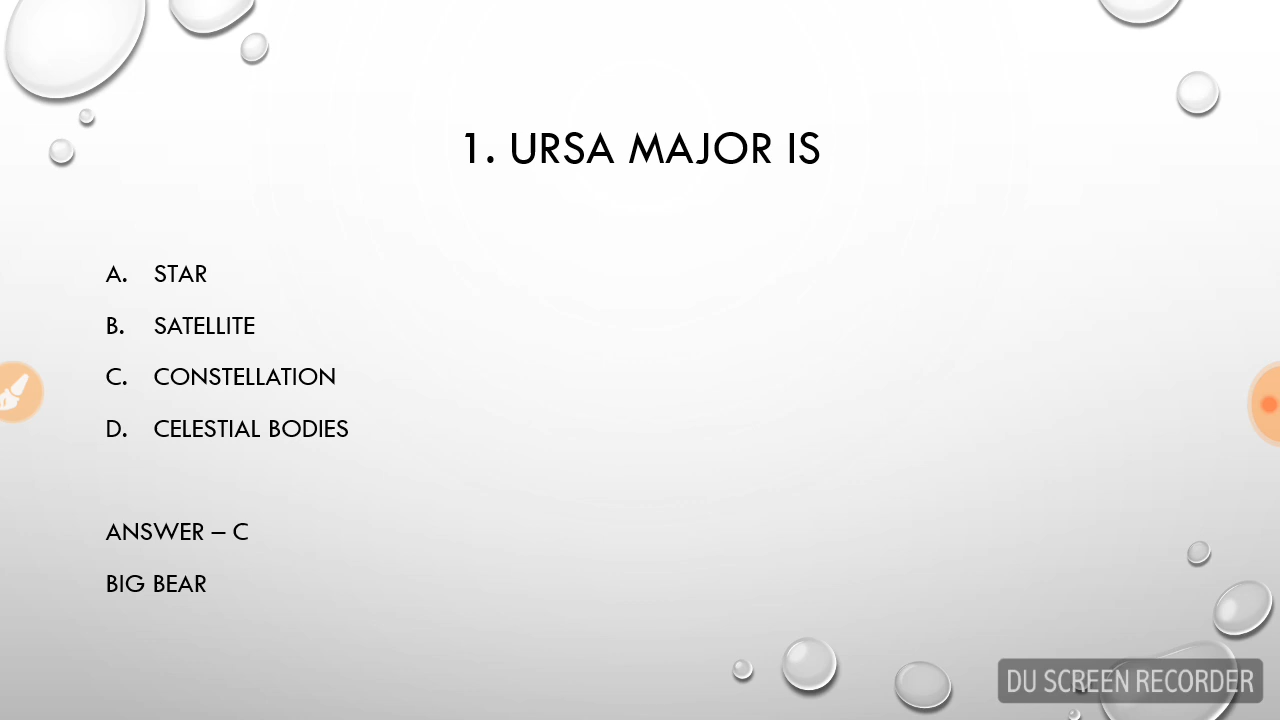 1. URSA MAJOR IS
A. STAR
B. SATELLITE
C. CONSTELLATION
D. CELESTIAL BODIES
ANSWER – C
BIG BEAR
DU SCREEN RECORDER